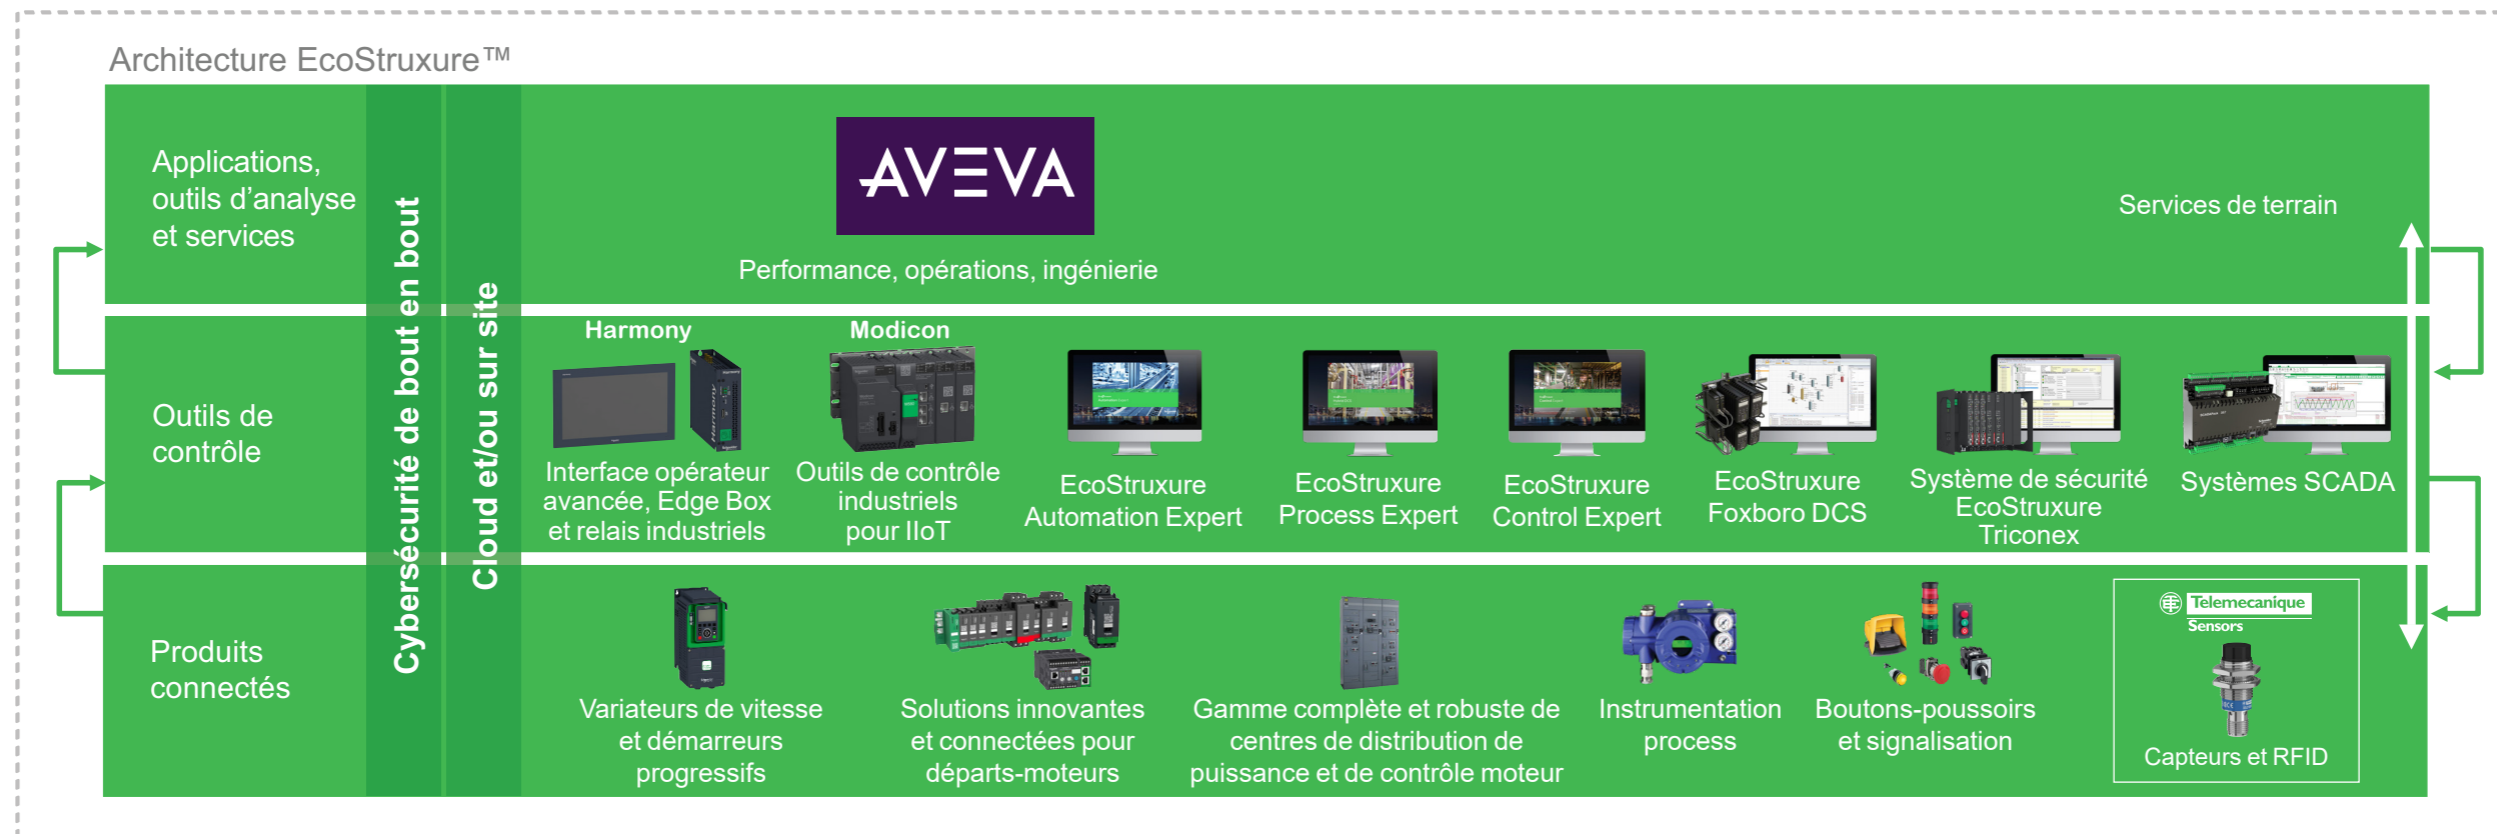 Architecture EcoStruxure™
Applications,
outils d’analyse
et services
Cybersécurité de bout en bout
Cloud et/ou sur site
AVEVA
Performance, opérations, ingénierie
Services de terrain
Outils de
contrôle
Harmony
Interface opérateur
avancée, Edge Box
et relais industriels
Modicon
Outils de contrôle
industriels
pour IIoT
EcoStruxure
Automation Expert
EcoStruxure
Process Expert
EcoStruxure
Control Expert
EcoStruxure
Foxboro DCS
Système de sécurité
EcoStruxure
Triconex
Systèmes SCADA
Produits
connectés
Variateurs de vitesse
et démarreurs
progressifs
Solutions innovantes
et connectées pour
départs-moteurs
Gamme complète et robuste de
centres de distribution de
puissance et de contrôle moteur
Instrumentation
process
Boutons-poussoirs
et signalisation
Telemecanique
Sensors
Capteurs et RFID